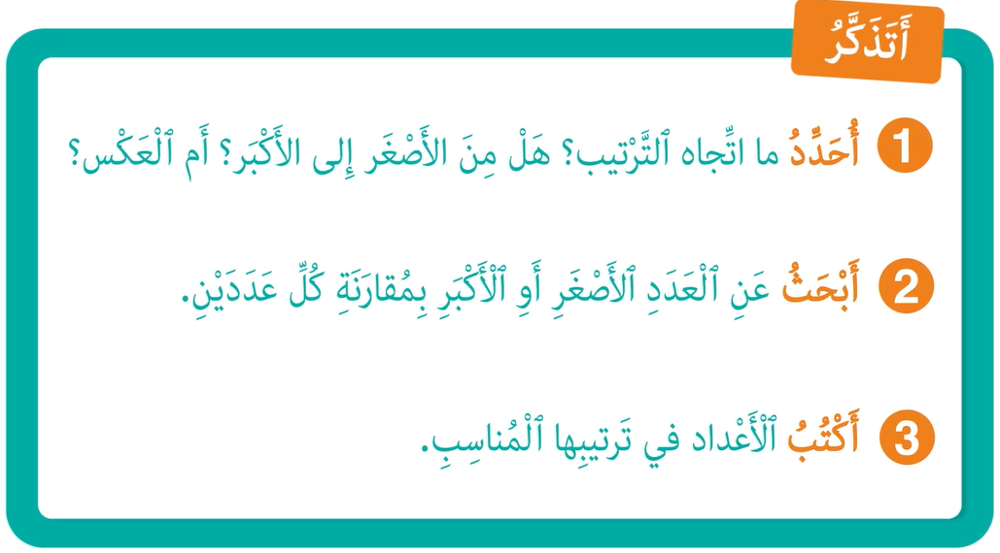 أَتَذَكَّرُ
1 أُحَدِّدُ ما اتِّجاه ٱلتَّرْتيب؟ هَلْ مِنَ الأَصْغَر إِلى الأَكْبَر؟ أَم ٱلْعَكْس؟
2 أَبْحَثُ عَنِ ٱلْعَدَدِ ٱلأَصْغَرِ أَوِ ٱلْأَكْبَرِ بِمُقارَنَةِ كُلِّ عَدَدَيْنِ.
3 أَكْتُبُ ٱلْأَعْداد في تَرتيبِها ٱلْمُناسِبِ.